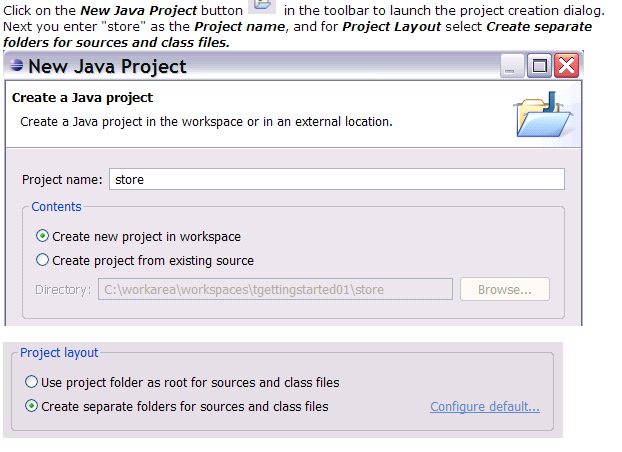 Click on the New Java Project button in the toolbar to launch the project creation dialog.
Next you enter "store" as the Project name, and for Project Layout select Create separate
folders for sources and class files.
New Java Project
Create a Java project
Create a Java project in the workspace or in an external location.
Project name: store
Contents
Create new project in workspace
Create project from existing source
Directory: C:\workarea\workspaces\tgettingstarted01\store Browse...
Project layout
Use project folder as root for sources and class files
Create separate folders for sources and class files Configure default...